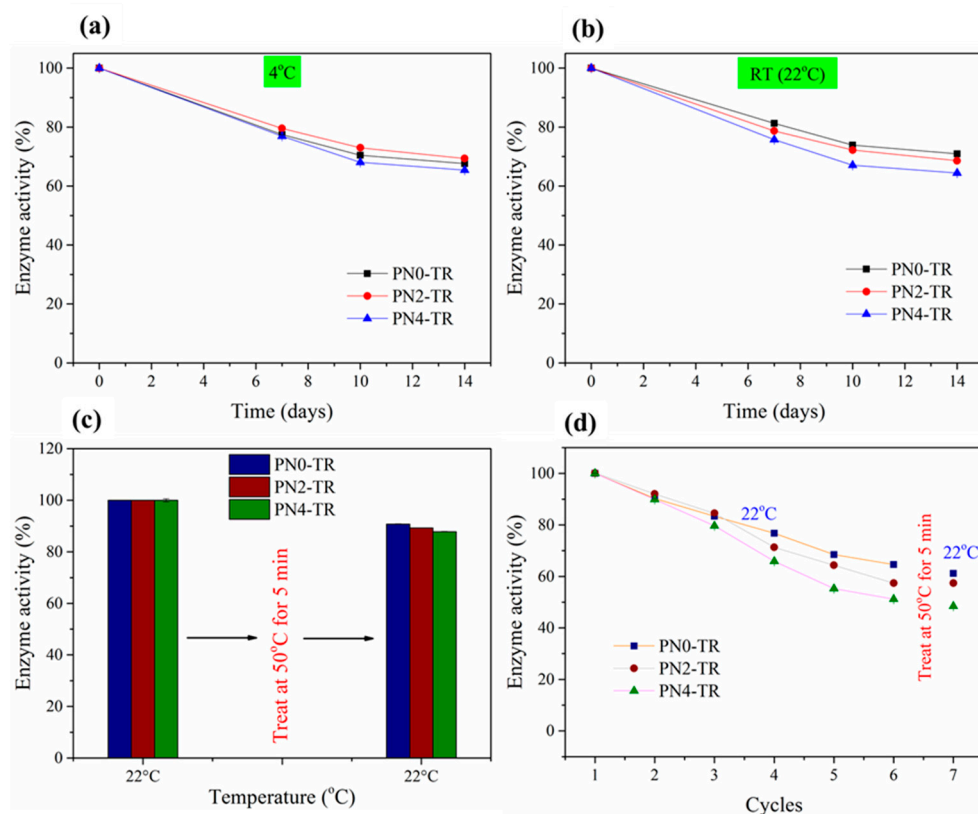 (a)
4°C
Enzyme activity (%)
100
80
60
40
20
0
PN0-TR
PN2-TR
PN4-TR
0 2 4 6 8 10 12 14
Time (days)
(b)
RT (22°C)
Enzyme activity (%)
100
80
60
40
20
0
PN0-TR
PN2-TR
PN4-TR
0 2 4 6 8 10 12 14
Time (days)
(c)
Enzyme activity (%)
120
100
80
60
40
20
0
PN0-TR
PN2-TR
PN4-TR
Treat at 50°C for 5 min
22°C 22°C
Temperature (°C)
(d)
Enzyme activity (%)
100
80
60
40
20
0
22°C
Treat at 50°C for 5 min
22°C
PN0-TR
PN2-TR
PN4-TR
1 2 3 4 5 6 7
Cycles